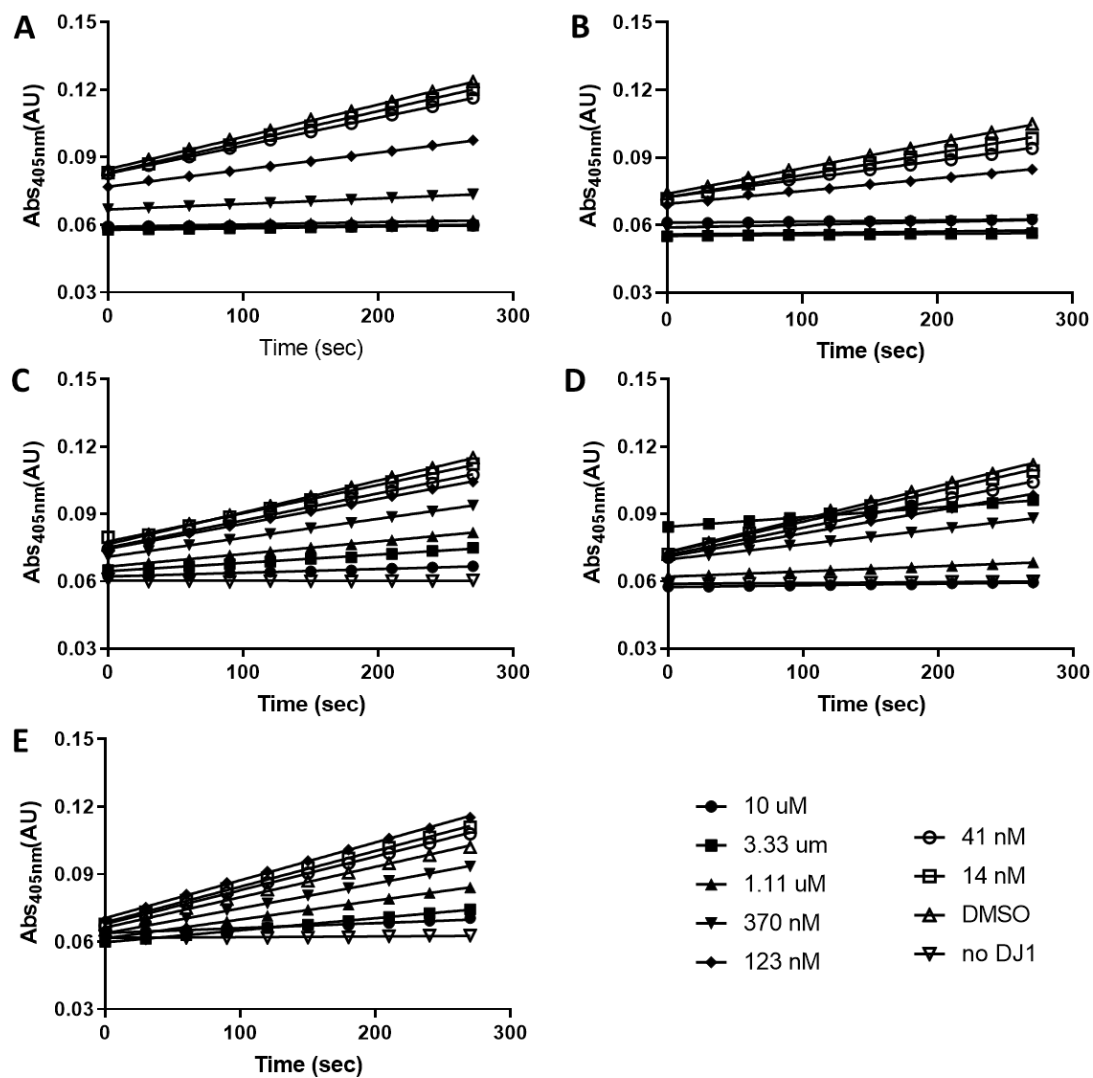 A
0.15
0.12
0.09
0.06
0.03
Abs405nm(AU)
0
100
200
300
Time (sec)
B
0.15
0.12
0.09
0.06
0.03
Abs405nm(AU)
0
100
200
300
Time (sec)
C
0.15
0.12
0.09
0.06
0.03
Abs405nm(AU)
0
100
200
300
Time (sec)
D
0.15
0.12
0.09
0.06
0.03
Abs405nm(AU)
0
100
200
300
Time (sec)
E
0.15
0.12
0.09
0.06
0.03
Abs405nm(AU)
0
100
200
300
Time (sec)
10 uM
3.33 um
1.11 uM
370 nM
123 nM
41 nM
14 nM
DMSO
no DJ1